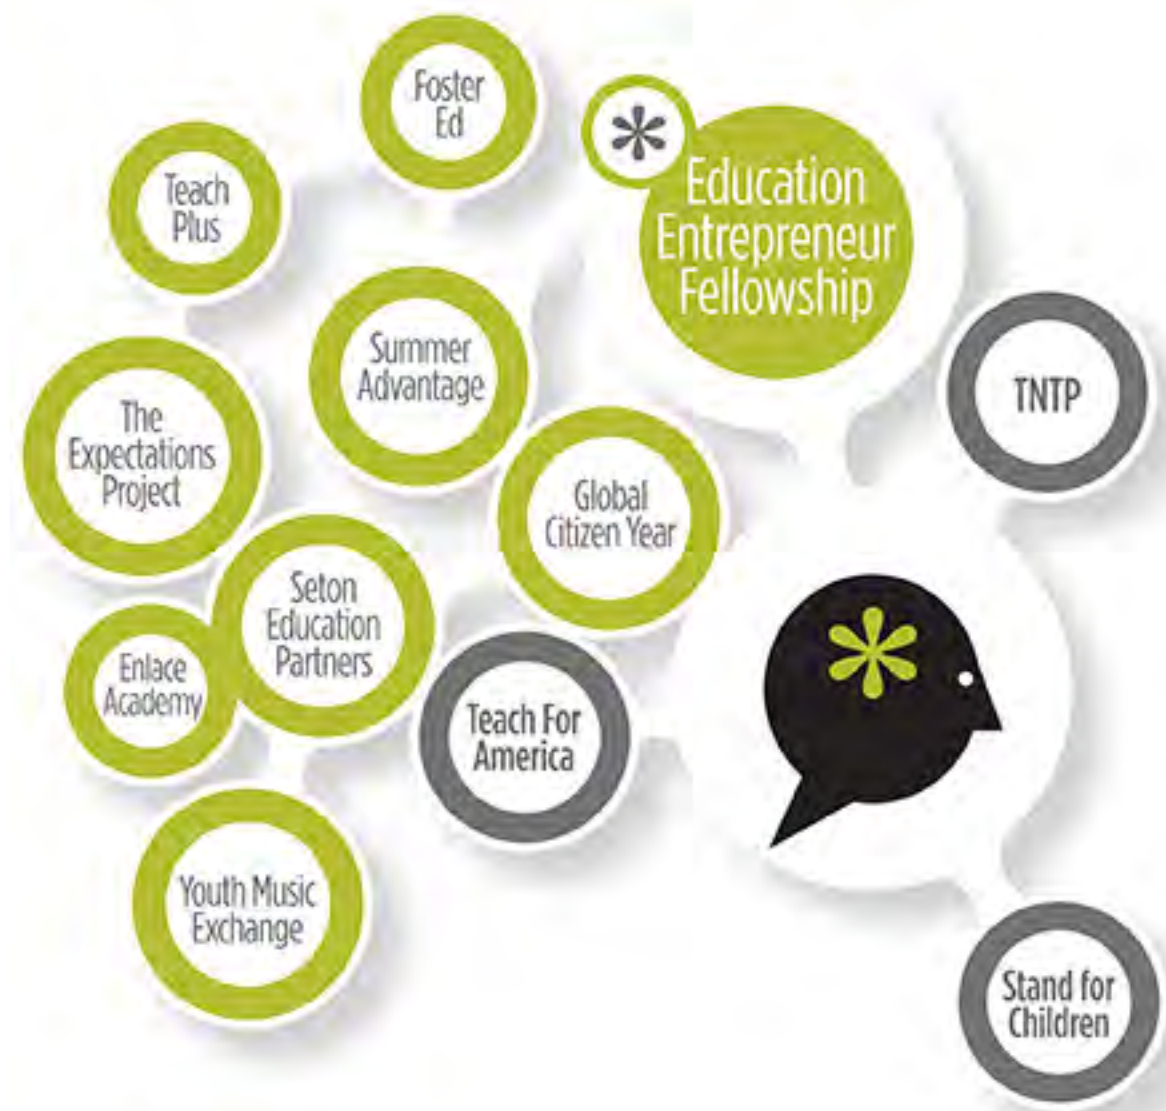 Foster
Ed
Education
Entrepreneur
Fellowship
Teach
Plus
Summer
Advantage
TNTP
The
Expectations
Project
Global
Citizen Year
Seton
Education
Partners
Enlace
Academy
Teach For
America
Youth Music
Exchange
Stand for
Children